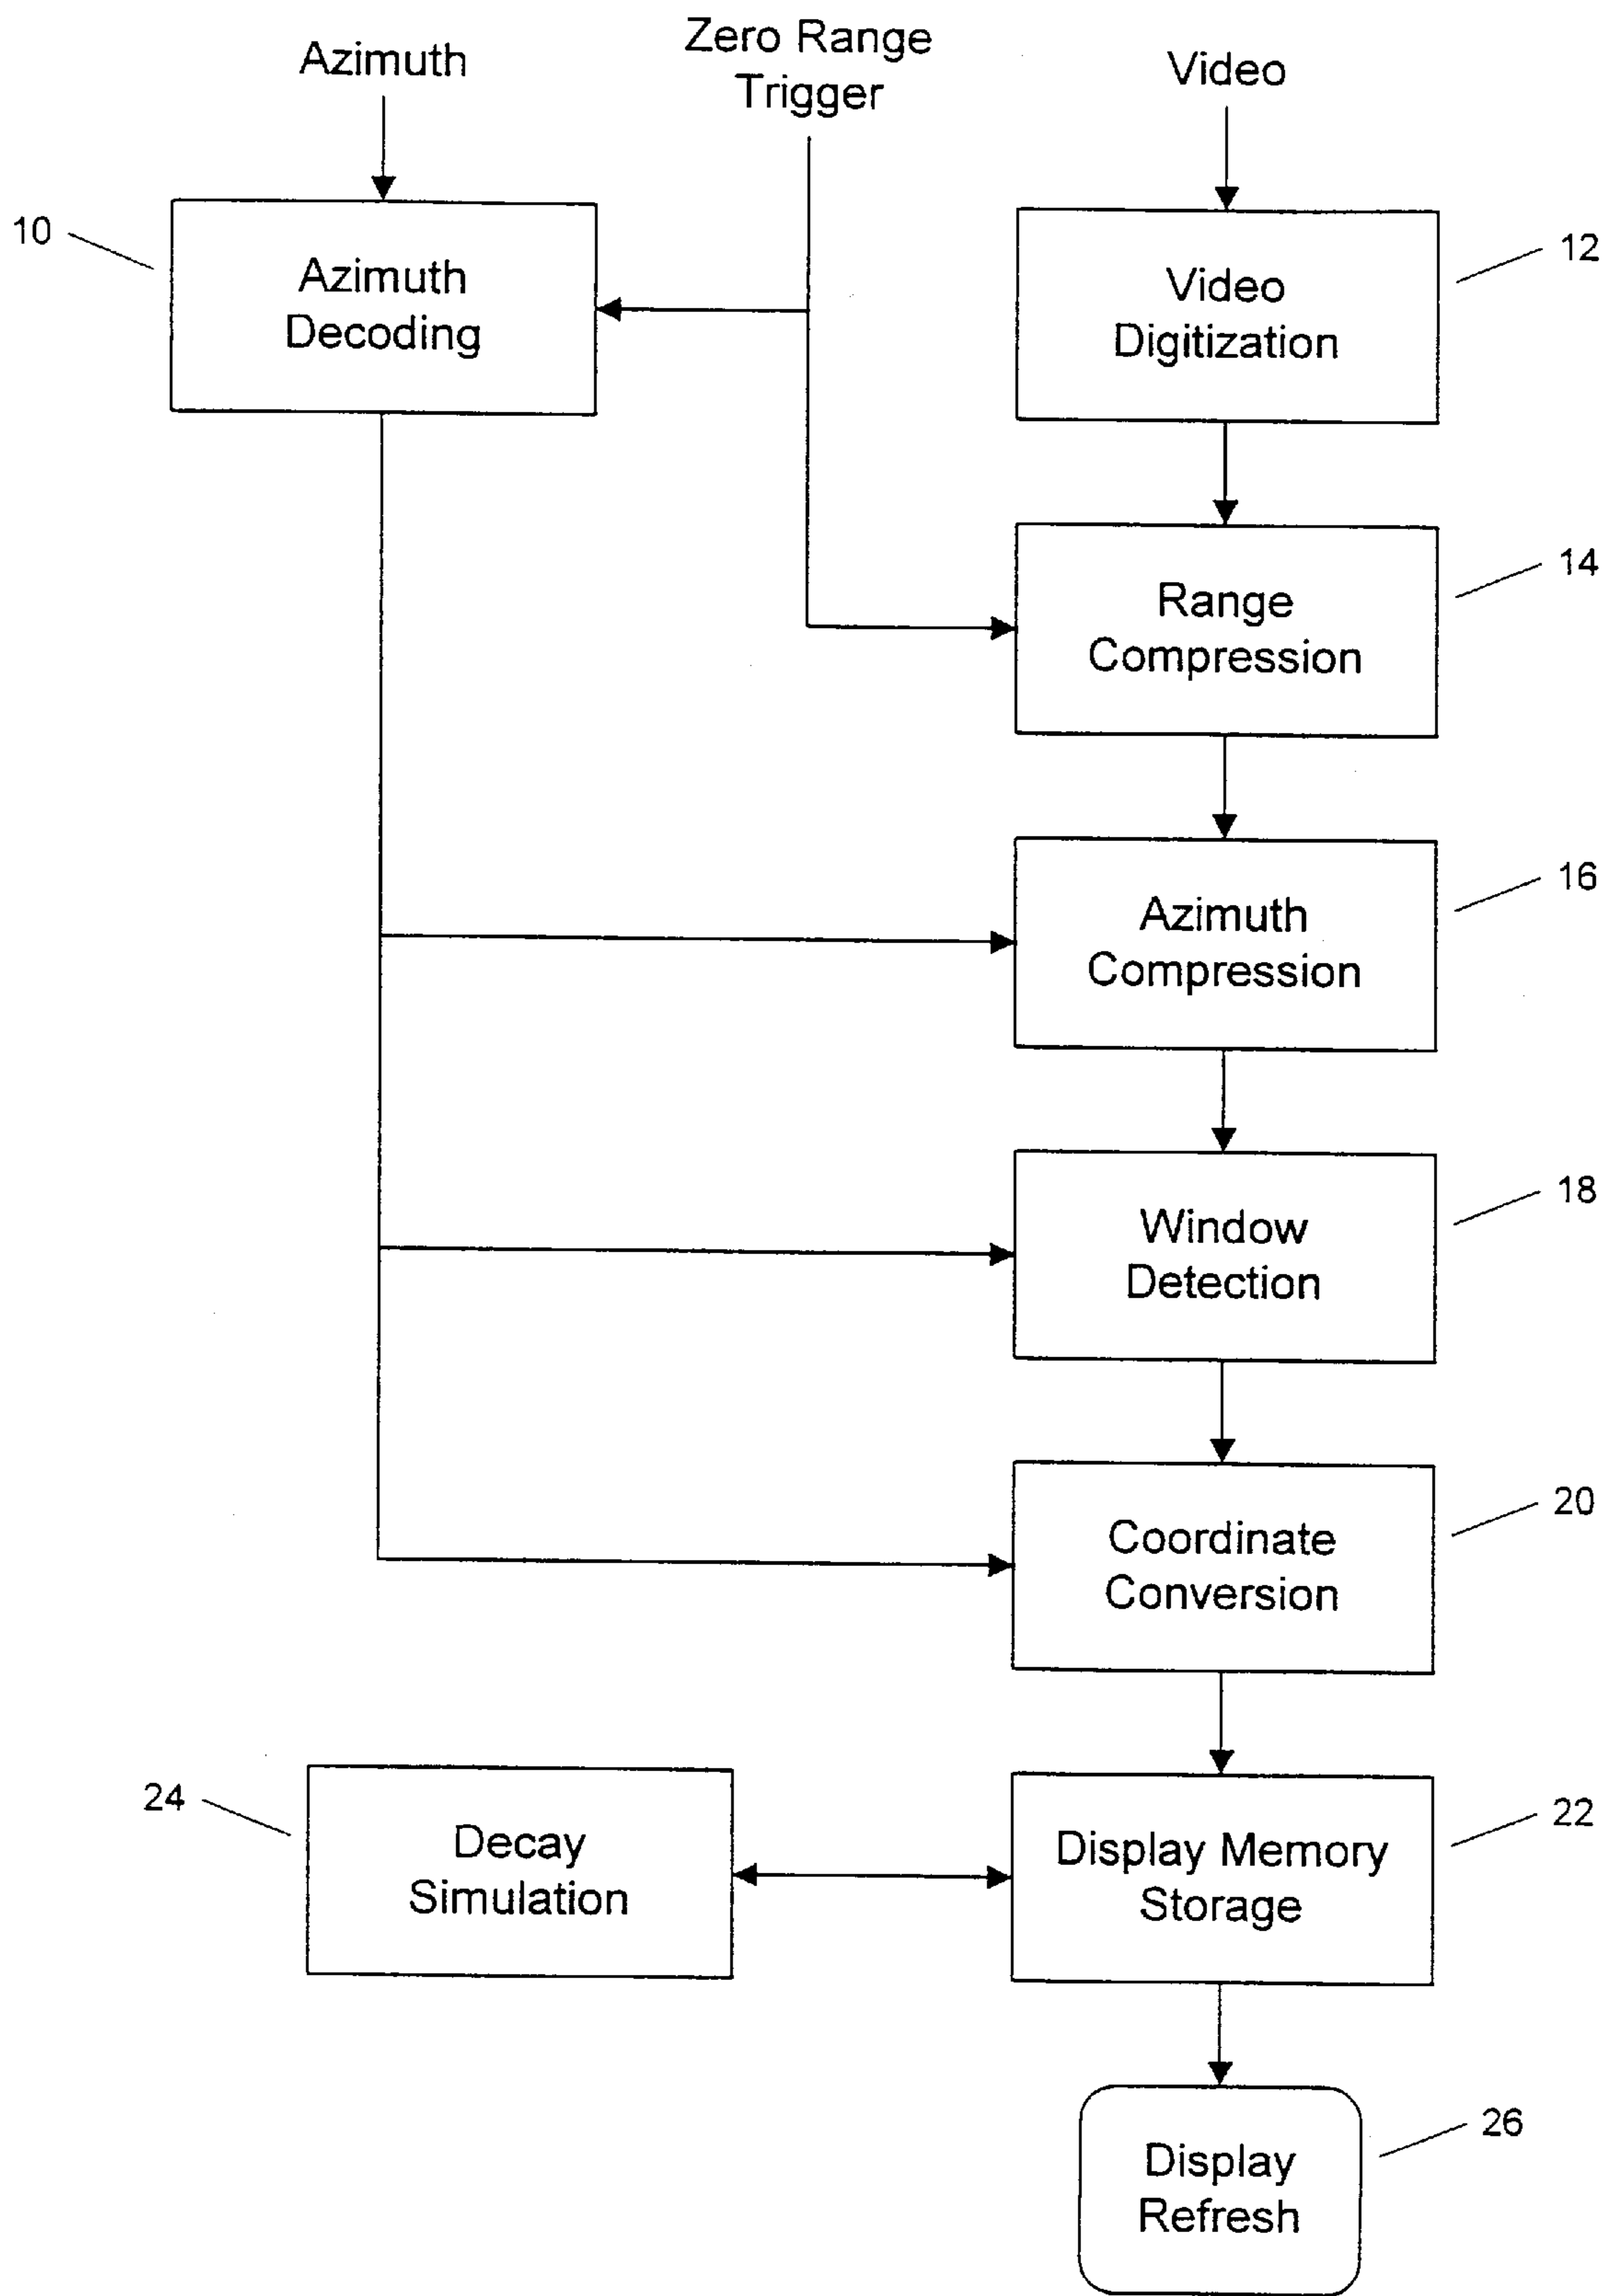 Azimuth
Zero Range
Trigger
Video
10
Azimuth
Decoding
12
Video
Digitization
14
Range
Compression
16
Azimuth
Compression
18
Window
Detection
20
Coordinate
Conversion
24
Decay
Simulation
22
Display Memory
Storage
26
Display
Refresh